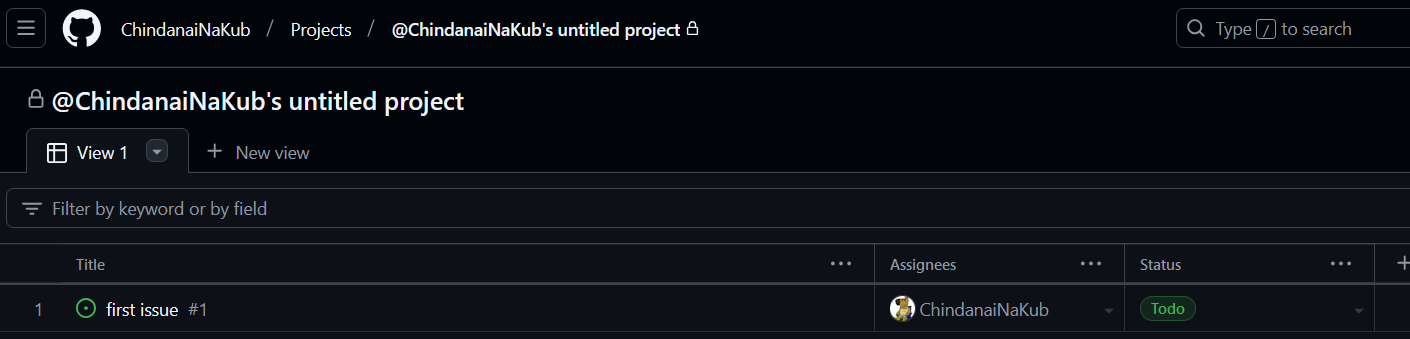 ChindanaiNaKub / Projects / @ChindanaiNaKub's untitled project Type / to search
@ChindanaiNaKub's untitled project
View 1 + New view
Filter by keyword or by field
Title ... Assignees ... Status ... +
1 first issue #1 ChindanaiNaKub Todo